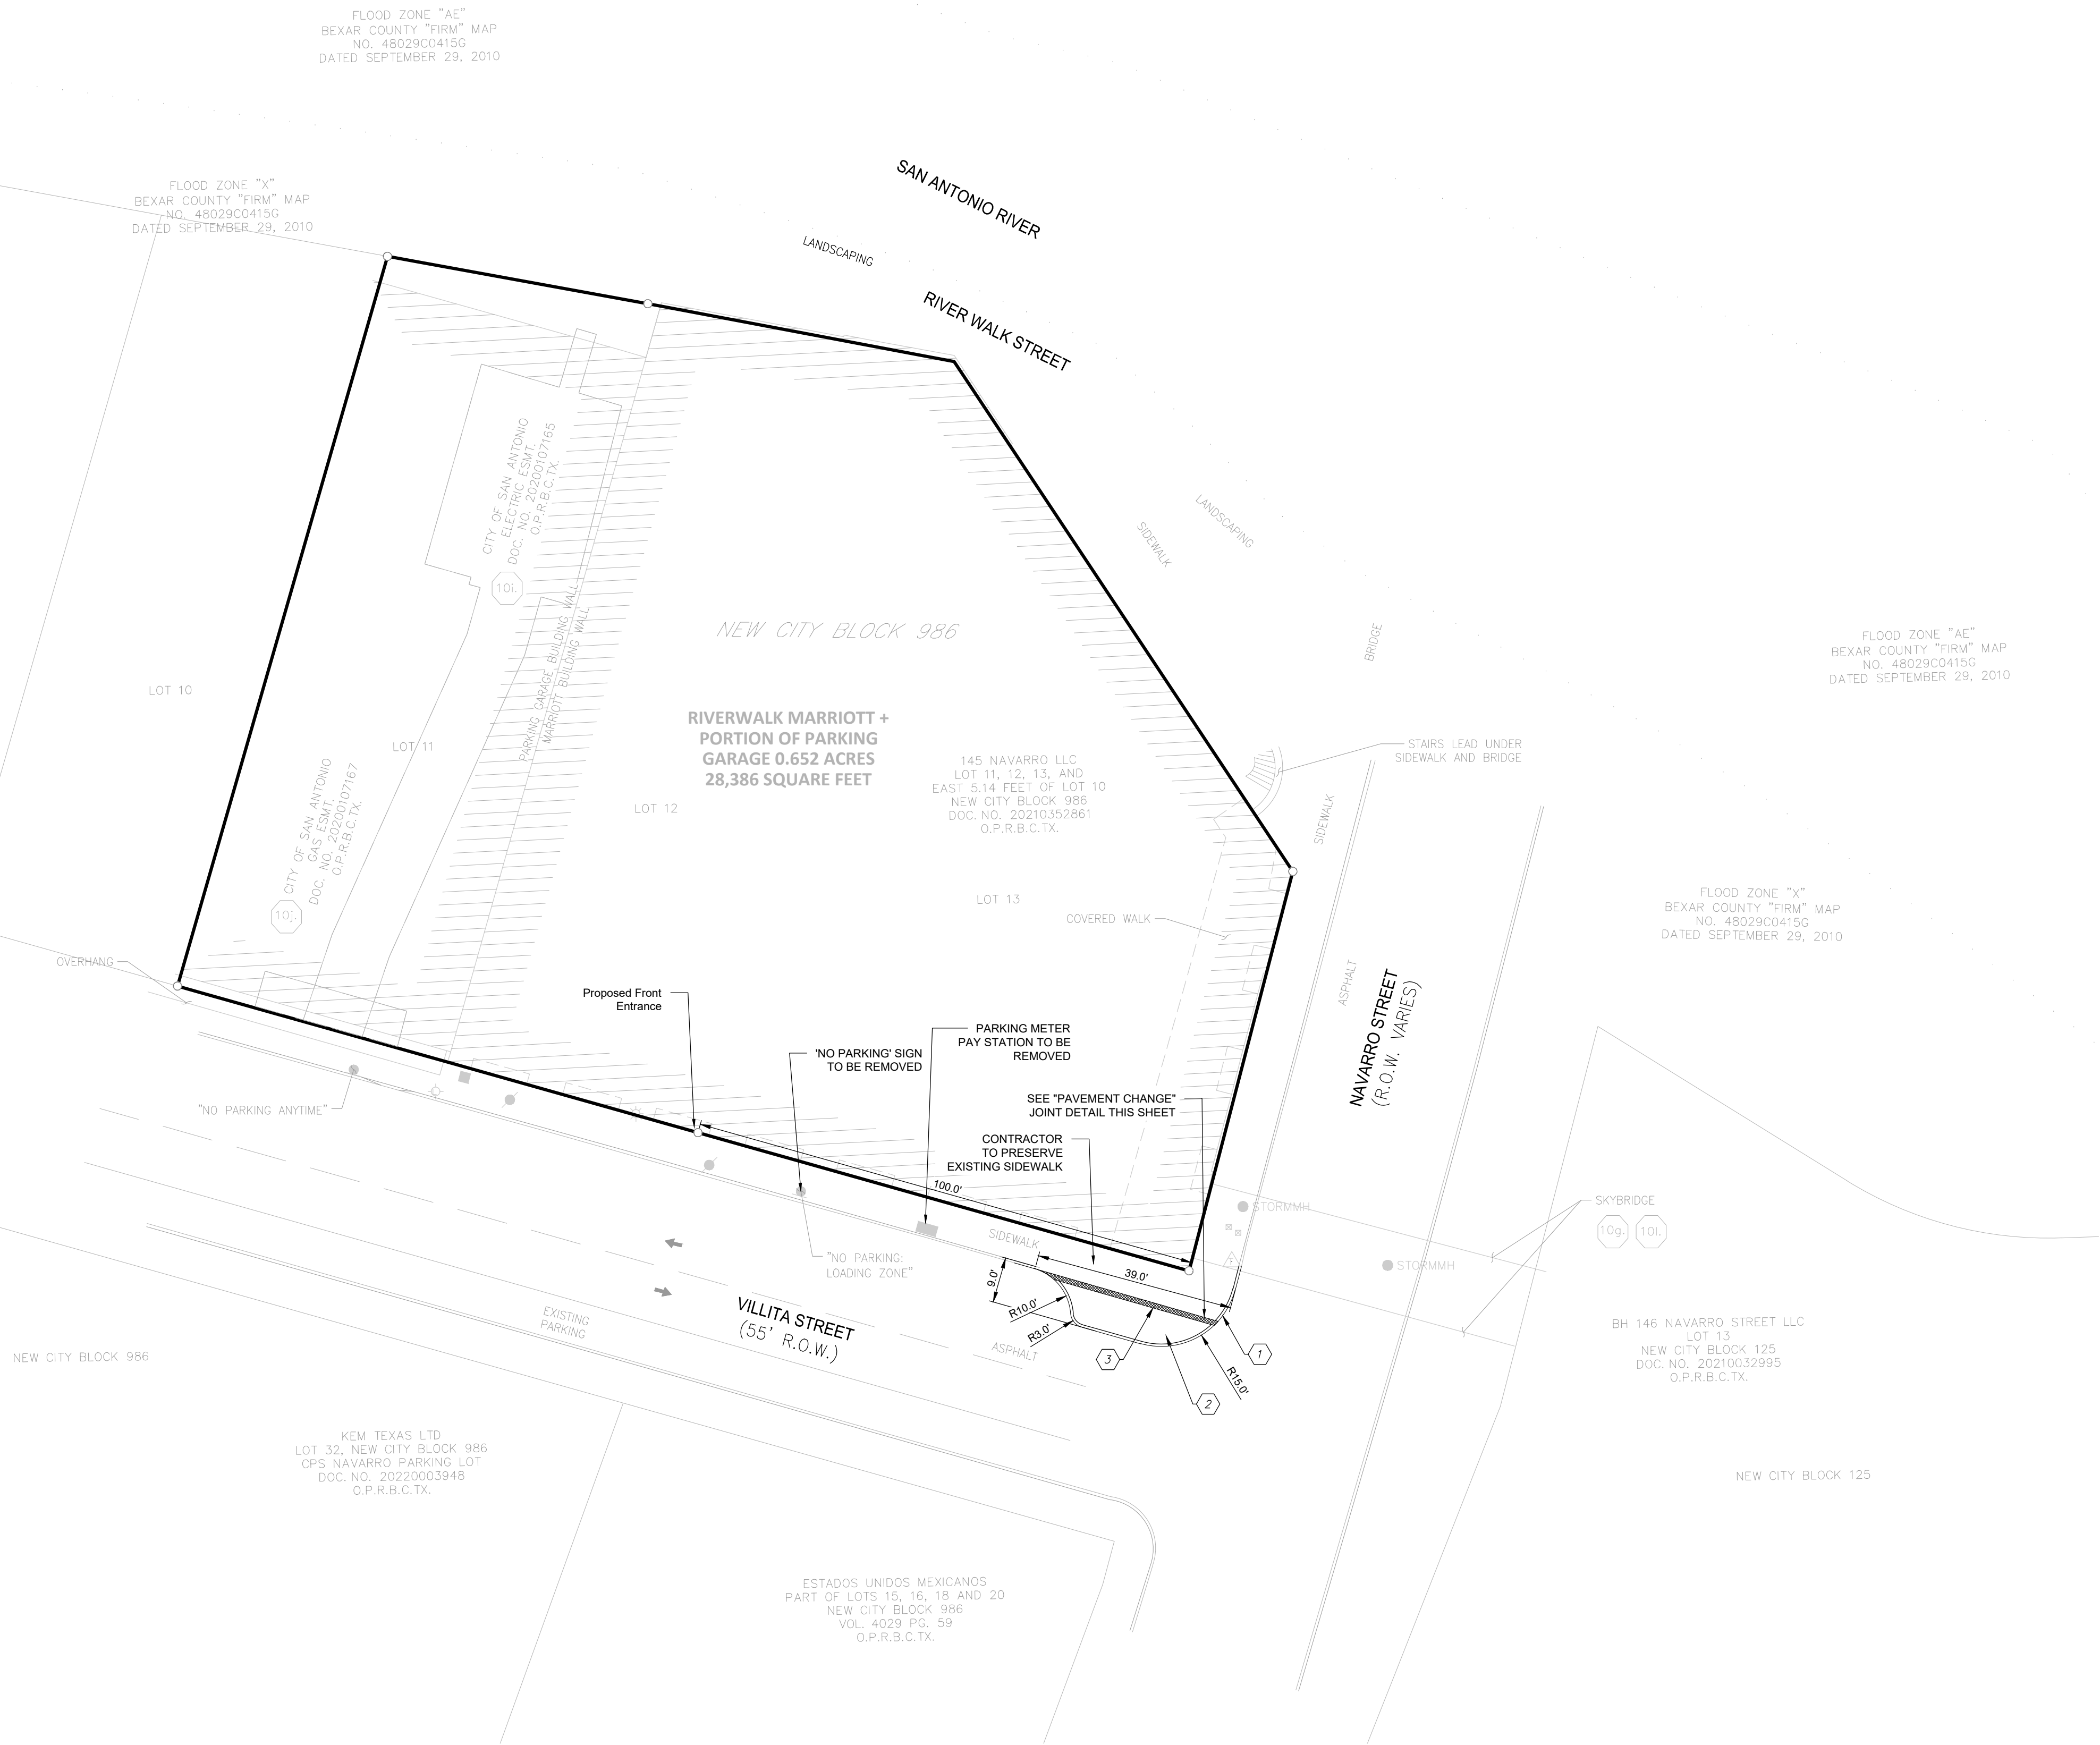 FLOOD ZONE "AE"
BEXAR COUNTY "FIRM" MAP
NO. 48029C0415G
DATED SEPTEMBER 29, 2010
FLOOD ZONE "X"
BEXAR COUNTY "FIRM" MAP
NO. 48029C0415G
DATED SEPTEMBER 29, 2010
SAN ANTONIO RIVER
LANDSCAPING
RIVER WALK STREET
CITY OF SAN ANTONIO
ELECTRIC ESMT.
DOC. NO. 20200107165
O.P.R.B.C.TX.
10i.
LANDSCAPING
SIDEWALK
BRIDGE
NEW CITY BLOCK 986
PARKING GARAGE BUILDING WALL
MARRIOTT BUILDING WALL
FLOOD ZONE "AE"
BEXAR COUNTY "FIRM" MAP
NO. 48029C0415G
DATED SEPTEMBER 29, 2010
LOT 10
LOT 11
RIVERWALK MARRIOTT +
PORTION OF PARKING
GARAGE 0.652 ACRES
28,386 SQUARE FEET
145 NAVARRO LLC
LOT 11, 12, 13, AND
EAST 5.14 FEET OF LOT 10
NEW CITY BLOCK 986
DOC. NO. 20210352861
O.P.R.B.C.TX.
STAIRS LEAD UNDER
SIDEWALK AND BRIDGE
LOT 12
SIDEWALK
CITY OF SAN ANTONIO
GAS ESMT.
DOC. NO. 20200107167
O.P.R.B.C.TX.
10j.
LOT 13
COVERED WALK
FLOOD ZONE "X"
BEXAR COUNTY "FIRM" MAP
NO. 48029C0415G
DATED SEPTEMBER 29, 2010
OVERHANG
ASPHALT
NAVARRO STREET
(R.O.W. VARIES)
Proposed Front
Entrance
'NO PARKING' SIGN
TO BE REMOVED
PARKING METER
PAY STATION TO BE
REMOVED
SEE "PAVEMENT CHANGE"
JOINT DETAIL THIS SHEET
"NO PARKING ANYTIME"
CONTRACTOR
TO PRESERVE
EXISTING SIDEWALK
100.0'
STORMMH
SKYBRIDGE
10g.
10l.
SIDEWALK
"NO PARKING:
LOADING ZONE"
STORMMH
9.0'
39.0'
R10.0'
R3.0'
VILLITA STREET
(55' R.O.W.)
EXISTING
PARKING
ASPHALT
3
1
2
R15.0'
BH 146 NAVARRO STREET LLC
LOT 13
NEW CITY BLOCK 125
DOC. NO. 20210032995
O.P.R.B.C.TX.
NEW CITY BLOCK 986
KEM TEXAS LTD
LOT 32, NEW CITY BLOCK 986
CPS NAVARRO PARKING LOT
DOC. NO. 20220003948
O.P.R.B.C.TX.
NEW CITY BLOCK 125
ESTADOS UNIDOS MEXICANOS
PART OF LOTS 15, 16, 18 AND 20
NEW CITY BLOCK 986
VOL. 4029 PG. 59
O.P.R.B.C.TX.